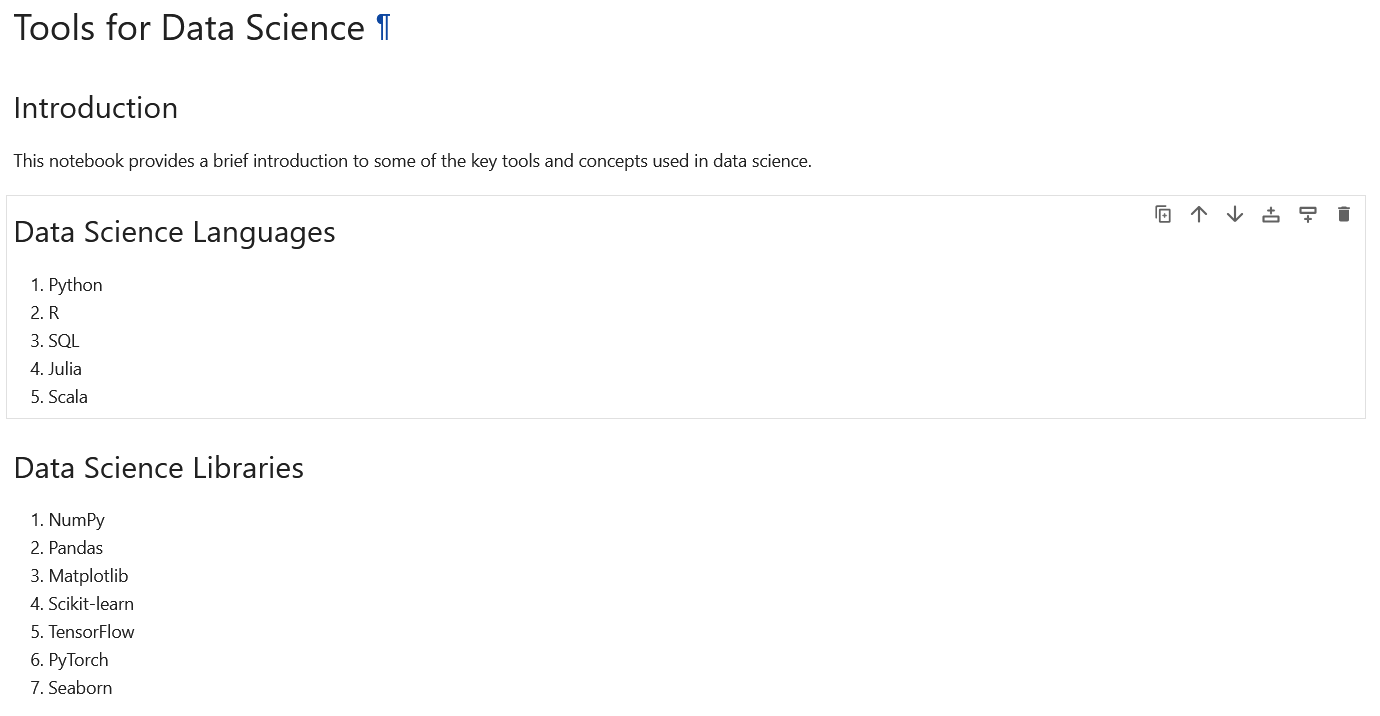 Tools for Data Science ¶
Introduction
This notebook provides a brief introduction to some of the key tools and concepts used in data science.
Data Science Languages
1. Python
2. R
3. SQL
4. Julia
5. Scala
Data Science Libraries
1. NumPy
2. Pandas
3. Matplotlib
4. Scikit-learn
5. TensorFlow
6. PyTorch
7. Seaborn